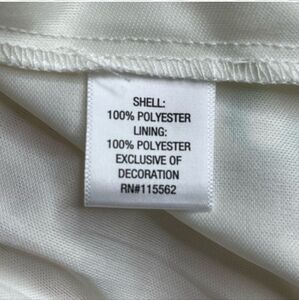 SHELL:
100% POLYESTER
LINING:
100% POLYESTER
EXCLUSIVE OF
DECORATION
RN#115562